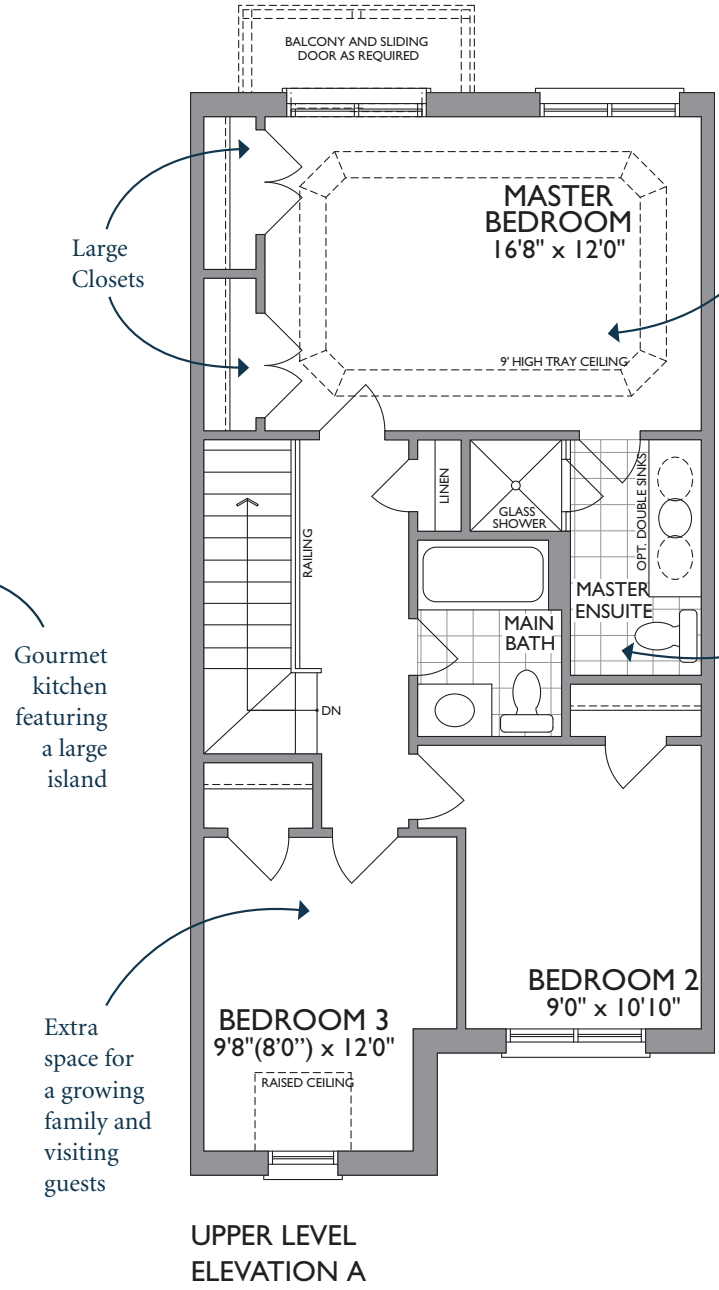 BALCONY AND SLIDING
DOOR AS REQUIRED
MASTER
BEDROOM
16'8" x 12'0"
Large
Closets
9' HIGH TRAY CEILING
LINEN
GLASS
SHOWER
OPT. DOUBLE SINKS
RAILING
MASTER
ENSUITE
MAIN
BATH
Gourmet
kitchen
featuring
a large
island
DN
BEDROOM 2
9'0" x 10'10"
BEDROOM 3
9'8"(8'0”) x 12'0"
RAISED CEILING
Extra
space for
a growing
family and
visiting
guests
UPPER LEVEL
ELEVATION A